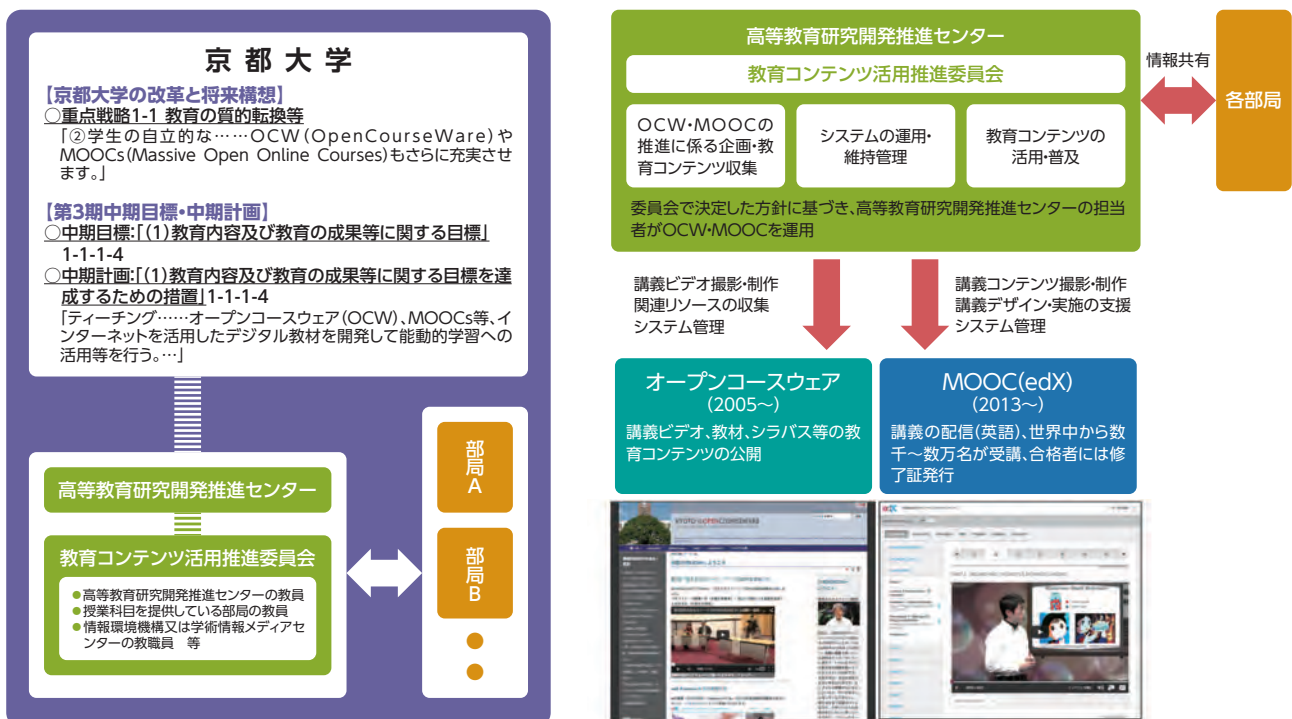 京都大学
【京都大学の改革と将来構想】
○重点戦略1-1 教育の質的転換等
「②学生の自立的な……OCW(OpenCourseWare)や
MOOCs(Massive Open Online Courses)もさらに充実させ
ます。」
【第3期中期目標・中期計画】
○中期目標:「(1)教育内容及び教育の成果等に関する目標」
1-1-1-4
○中期計画:「(1)教育内容及び教育の成果等に関する目標を達
成するための措置」1-1-1-4
「ティーチング……オープンコースウェア(OCW)、MOOCs等、イ
ンターネットを活用したデジタル教材を開発して能動的学習への
活用等を行う。…」
高等教育研究開発推進センター
教育コンテンツ活用推進委員会
●高等教育研究開発推進センターの教員
●授業科目を提供している部局の教員
●情報環境機構又は学術情報メディアセ
ンターの教職員 等
部局A
部局B
高等教育研究開発推進センター
教育コンテンツ活用推進委員会
OCW・MOOCの
推進に係る企画・教
育コンテンツ収集
システムの運用・
維持管理
教育コンテンツの
活用・普及
委員会で決定した方針に基づき、高等教育研究開発推進センターの担当
者がOCW・MOOCを運用
情報共有
各部局
講義ビデオ撮影・制作
関連リソースの収集
システム管理
講義コンテンツ撮影・制作
講義デザイン・実施の支援
システム管理
オープンコースウェア
(2005~)
講義ビデオ、教材、シラバス等の教
育コンテンツの公開
MOOC(edX)
(2013~)
講義の配信(英語)、世界中から数
千~数万名が受講、合格者には修
了証発行
KYOTO-U OPENCOURSEWARE
edX